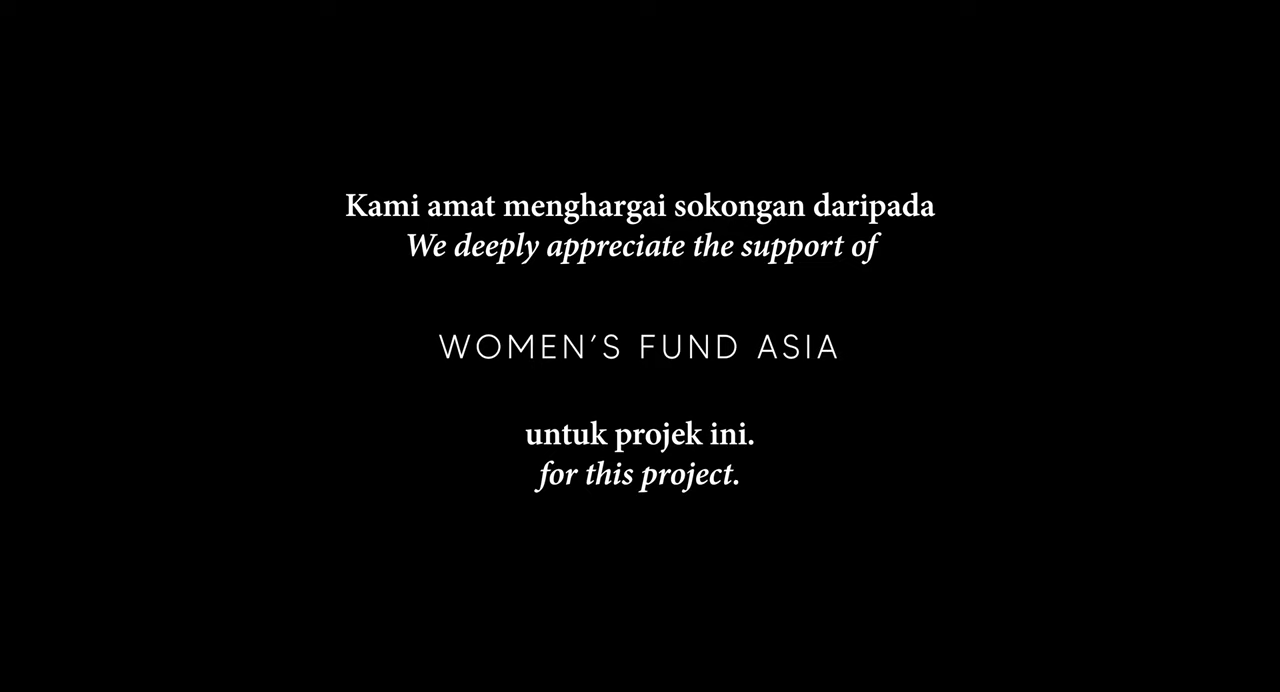 Kami amat menghargai sokongan daripada
We deeply appreciate the support of
WOMEN’S FUND ASIA
untuk projek ini.
for this project.